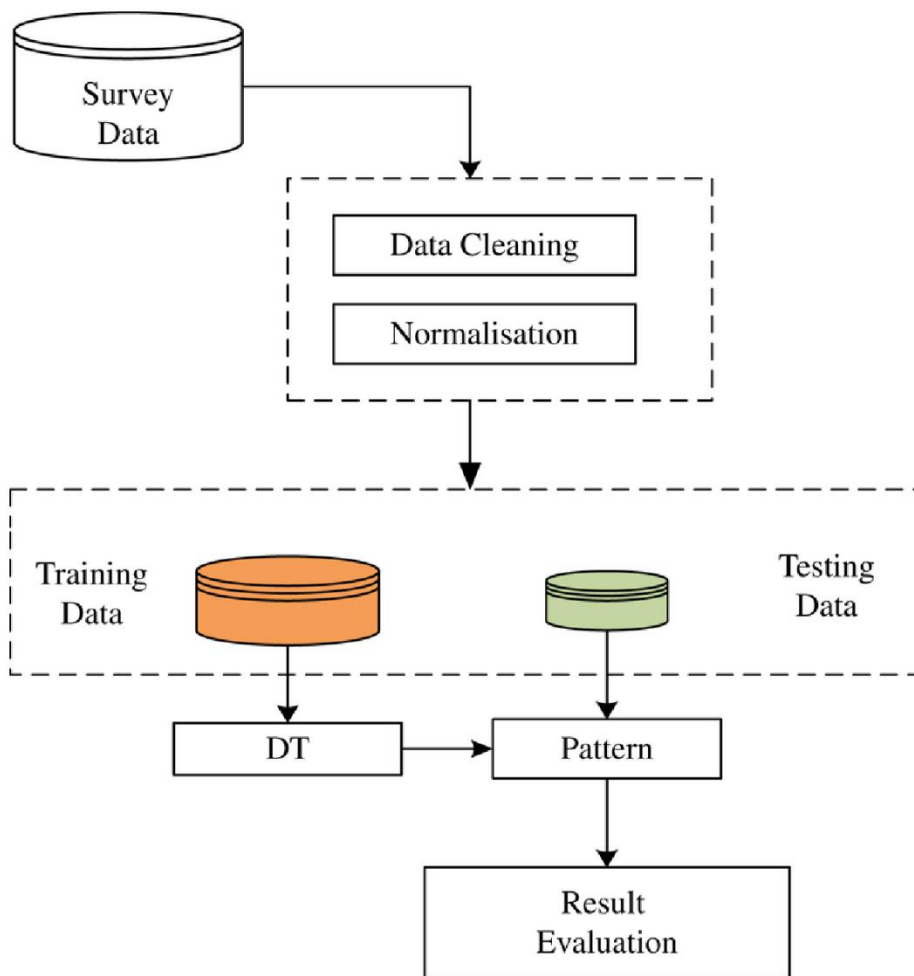 Survey
Data
Data Cleaning
Normalisation
Training
Data
Testing
Data
DT
Pattern
Result
Evaluation